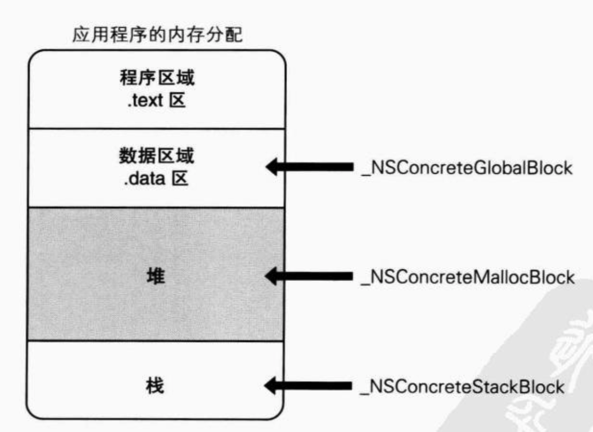 应用程序的内存分配
程序区域
.text 区
数据区域
.data 区
_NSConcreteGlobalBlock
堆
_NSConcreteMallocBlock
栈
_NSConcreteStackBlock